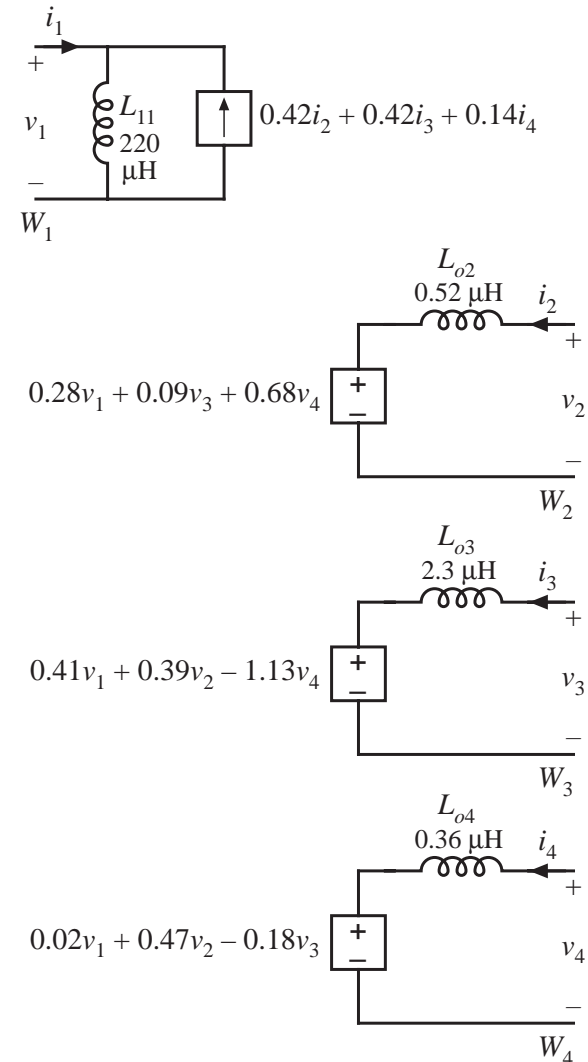 i₁
+
v₁
L₁₁
220
μH
0.42i₂ + 0.42i₃ + 0.14i₄
–
W₁
Lₒ₂
0.52 μH
i₂
+
0.28v₁ + 0.09v₃ + 0.68v₄
+
–
v₂
–
W₂
Lₒ₃
2.3 μH
i₃
+
0.41v₁ + 0.39v₂ – 1.13v₄
+
–
v₃
–
W₃
Lₒ₄
0.36 μH
i₄
+
0.02v₁ + 0.47v₂ – 0.18v₃
+
–
v₄
–
W₄